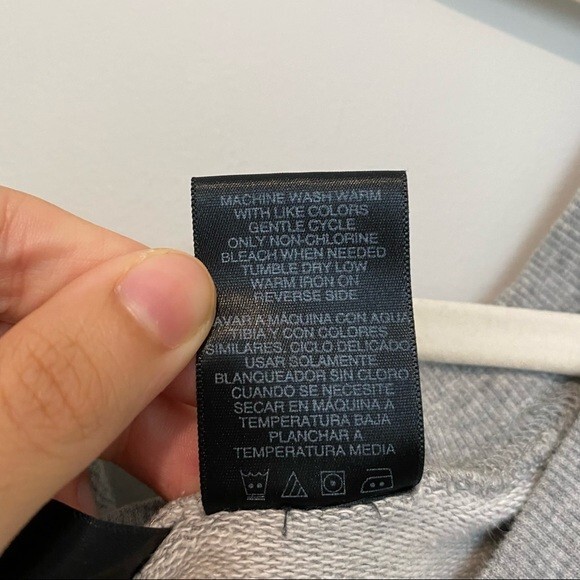 MACHINE WASH WARM
WITH LIKE COLORS
GENTLE CYCLE
ONLY NON-CHLORINE
BLEACH WHEN NEEDED
TUMBLE DRY LOW
WARM IRON ON
REVERSE SIDE
AVAR A MÁQUINA CON AGUA
TIBIA Y CON COLORES
SIMILARES, CICLO DELICADO
USAR SOLAMENTE
BLANQUEADOR SIN CLORO
CUANDO SE NECESITE
SECAR EN MÁQUINA A
TEMPERATURA BAJA
PLANCHAR A
TEMPERATURA MEDIA